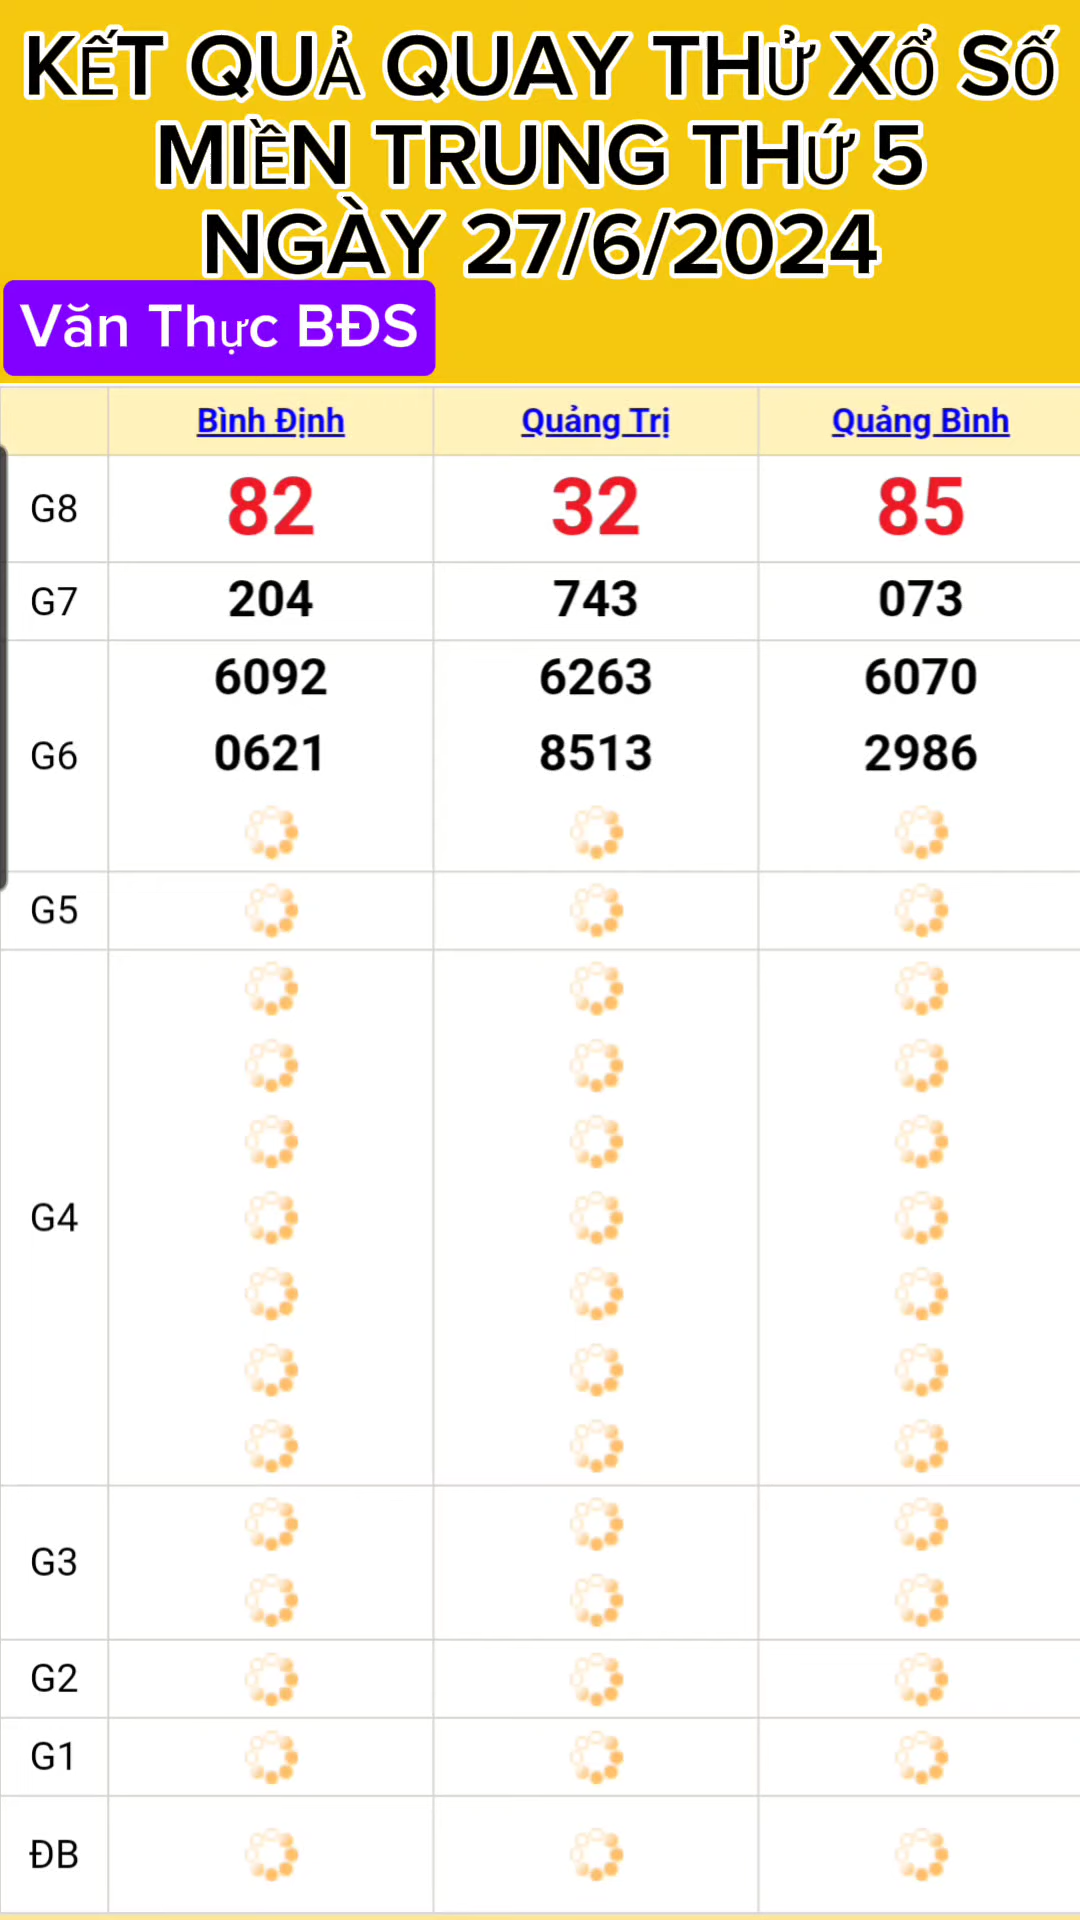 KẾT QUẢ QUAY THỬ XỔ SỐ
MIỀN TRUNG THỨ 5
NGÀY 27/6/2024
Văn Thực BĐS
Bình Định Quảng Trị Quảng Bình
G8 82 32 85
G7 204 743 073
6092 6263 6070
G6 0621 8513 2986
G5
G4
G3
G2
G1
ĐB